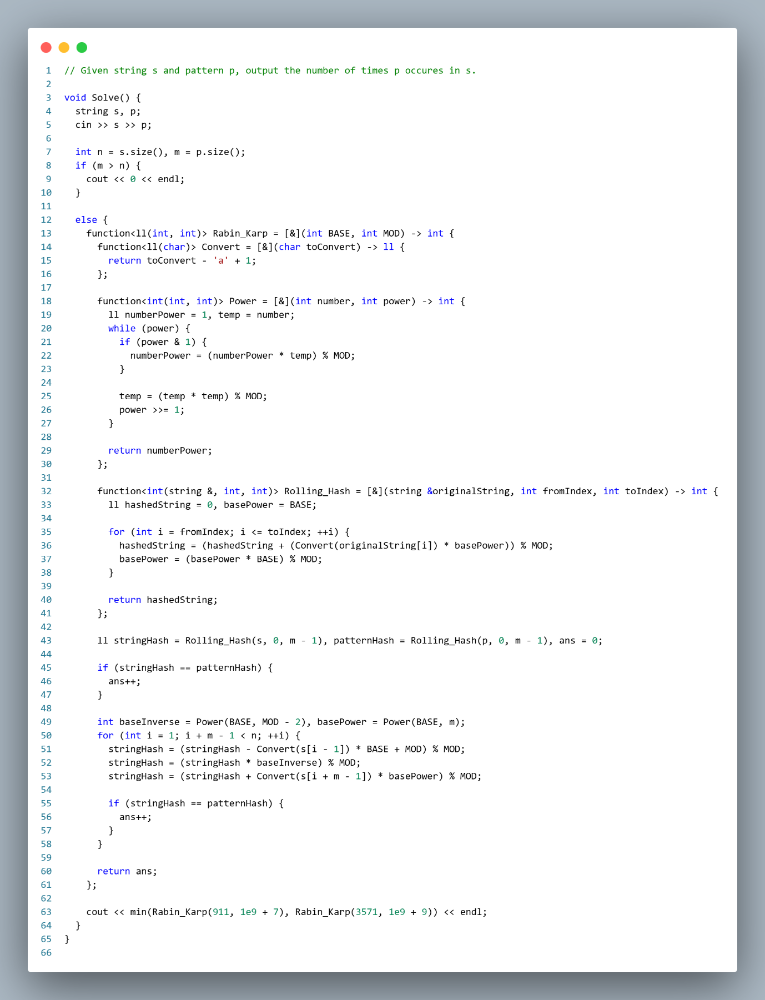 1 // Given string s and pattern p, output the number of times p occures in s.
2
3 void Solve() {
4   string s, p;
5   cin >> s >> p;
6
7   int n = s.size(), m = p.size();
8   if (m > n) {
9     cout << 0 << endl;
10   }
11
12   else {
13     function<ll(int, int)> Rabin_Karp = [&](int BASE, int MOD) -> int {
14       function<ll(char)> Convert = [&](char toConvert) -> ll {
15         return toConvert - 'a' + 1;
16       };
17
18       function<int(int, int)> Power = [&](int number, int power) -> int {
19         ll numberPower = 1, temp = number;
20         while (power) {
21           if (power & 1) {
22             numberPower = (numberPower * temp) % MOD;
23           }
24
25           temp = (temp * temp) % MOD;
26           power >>= 1;
27         }
28
29         return numberPower;
30       };
31
32       function<int(string &, int, int)> Rolling_Hash = [&](string &originalString, int fromIndex, int toIndex) -> int {
33         ll hashedString = 0, basePower = BASE;
34
35         for (int i = fromIndex; i <= toIndex; ++i) {
36           hashedString = (hashedString + (Convert(originalString[i]) * basePower)) % MOD;
37           basePower = (basePower * BASE) % MOD;
38         }
39
40         return hashedString;
41       };
42
43       ll stringHash = Rolling_Hash(s, 0, m - 1), patternHash = Rolling_Hash(p, 0, m - 1), ans = 0;
44
45       if (stringHash == patternHash) {
46         ans++;
47       }
48
49       int baseInverse = Power(BASE, MOD - 2), basePower = Power(BASE, m);
50       for (int i = 1; i + m - 1 < n; ++i) {
51         stringHash = (stringHash - Convert(s[i - 1]) * BASE + MOD) % MOD;
52         stringHash = (stringHash * baseInverse) % MOD;
53         stringHash = (stringHash + Convert(s[i + m - 1]) * basePower) % MOD;
54
55         if (stringHash == patternHash) {
56           ans++;
57         }
58       }
59
60       return ans;
61     };
62
63     cout << min(Rabin_Karp(911, 1e9 + 7), Rabin_Karp(3571, 1e9 + 9)) << endl;
64   }
65 }
66